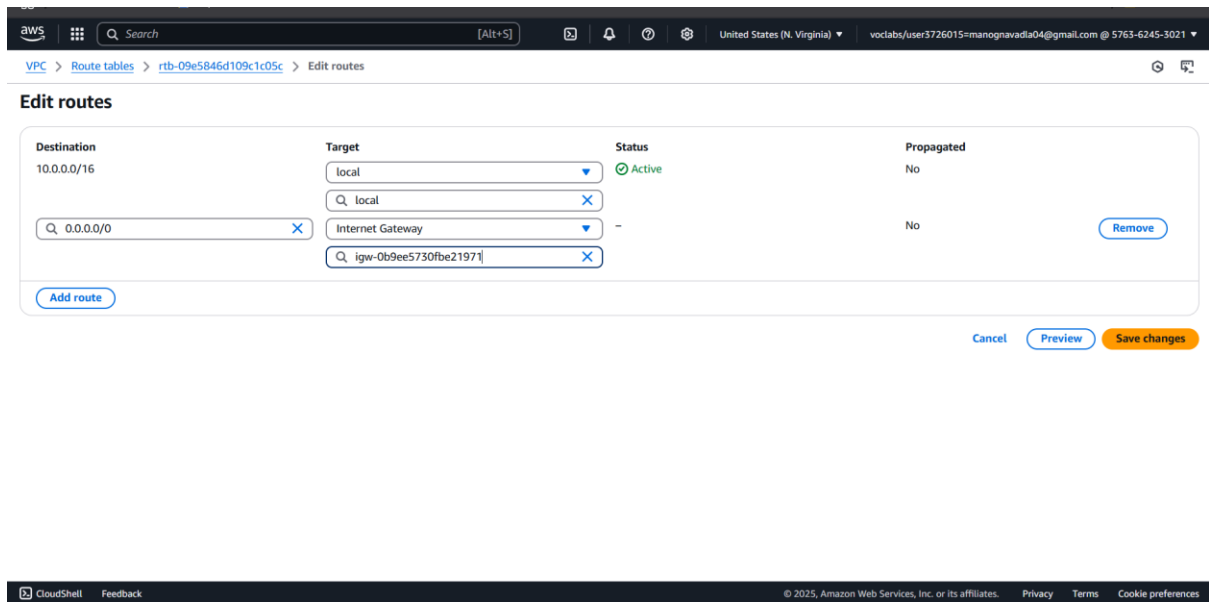 aws
Search [Alt+S]
United States (N. Virginia) ▼
voclabs/user3726015=manognavadla04@gmail.com @ 5763-6245-3021 ▼
VPC > Route tables > rtb-09e5846d109c1c05c > Edit routes
Edit routes
Destination Target Status Propagated
10.0.0.0/16 local Active No
local
0.0.0.0/0 Internet Gateway – No Remove
igw-0b9ee5730fbe21971
Add route
Cancel Preview Save changes
CloudShell Feedback © 2025, Amazon Web Services, Inc. or its affiliates. Privacy Terms Cookie preferences